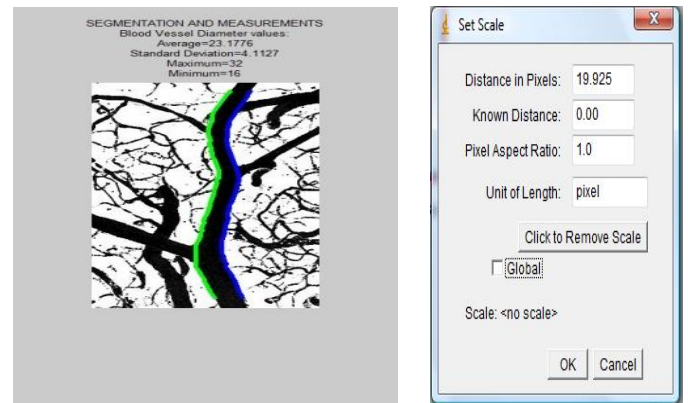 SEGMENTATION AND MEASUREMENTS
Blood Vessel Diameter values:
Average=23.1776
Standard Deviation=4.1127
Maximum=32
Minimum=16
Set Scale
Distance in Pixels: 19.925
Known Distance: 0.00
Pixel Aspect Ratio: 1.0
Unit of Length: pixel
Click to Remove Scale
Global
Scale: <no scale>
OK Cancel